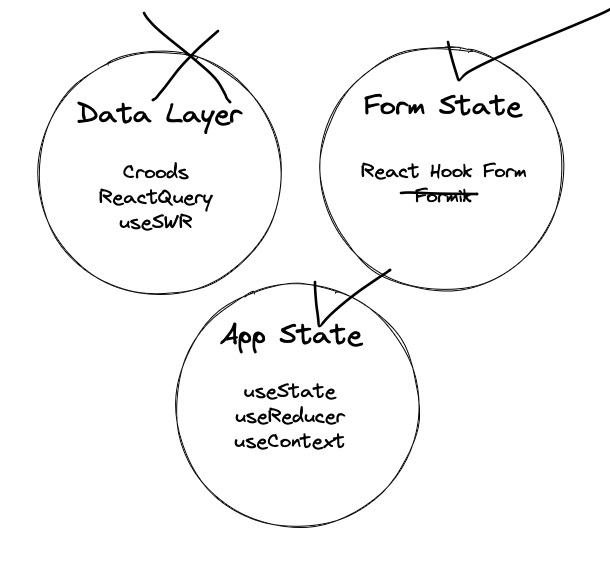 Data Layer
Croods
ReactQuery
useSWR
Form State
React Hook Form
Formik
App State
useState
useReducer
useContext